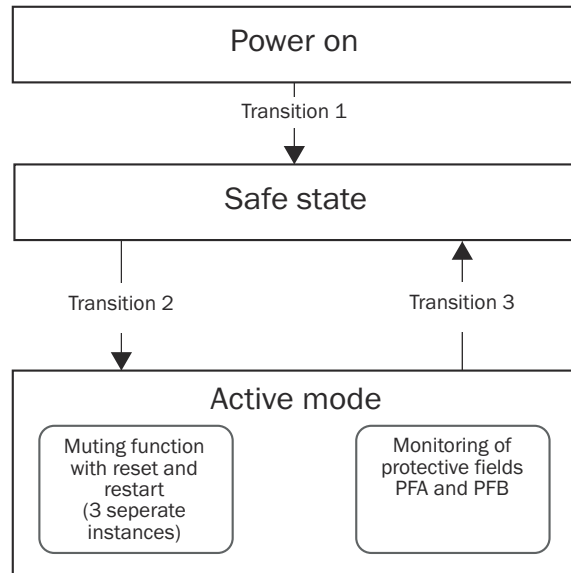 Power on
Transition 1
Safe state
Transition 2
Transition 3
Active mode
Muting function
with reset and
restart
(3 seperate
instances)
Monitoring of
protective fields
PFA and PFB